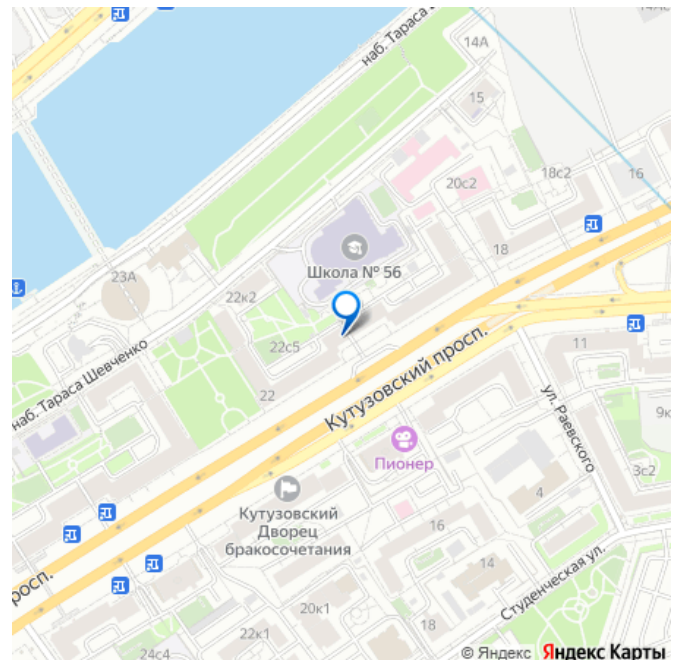 14Ас
14А
наб. Тараса
15
20с2
18с2
16
18
Школа № 56
23А
22к2
22с5
22
наб. Тараса Шевченко
Кутузовский просп.
11
ул. Раевского
9к
3с2
Пионер
4
Кутузовский
Дворец
бракосочетания
16
14
Студенческая ул.
росп.
20к1
18
22к1
24с4
© Яндекс Яндекс Карты